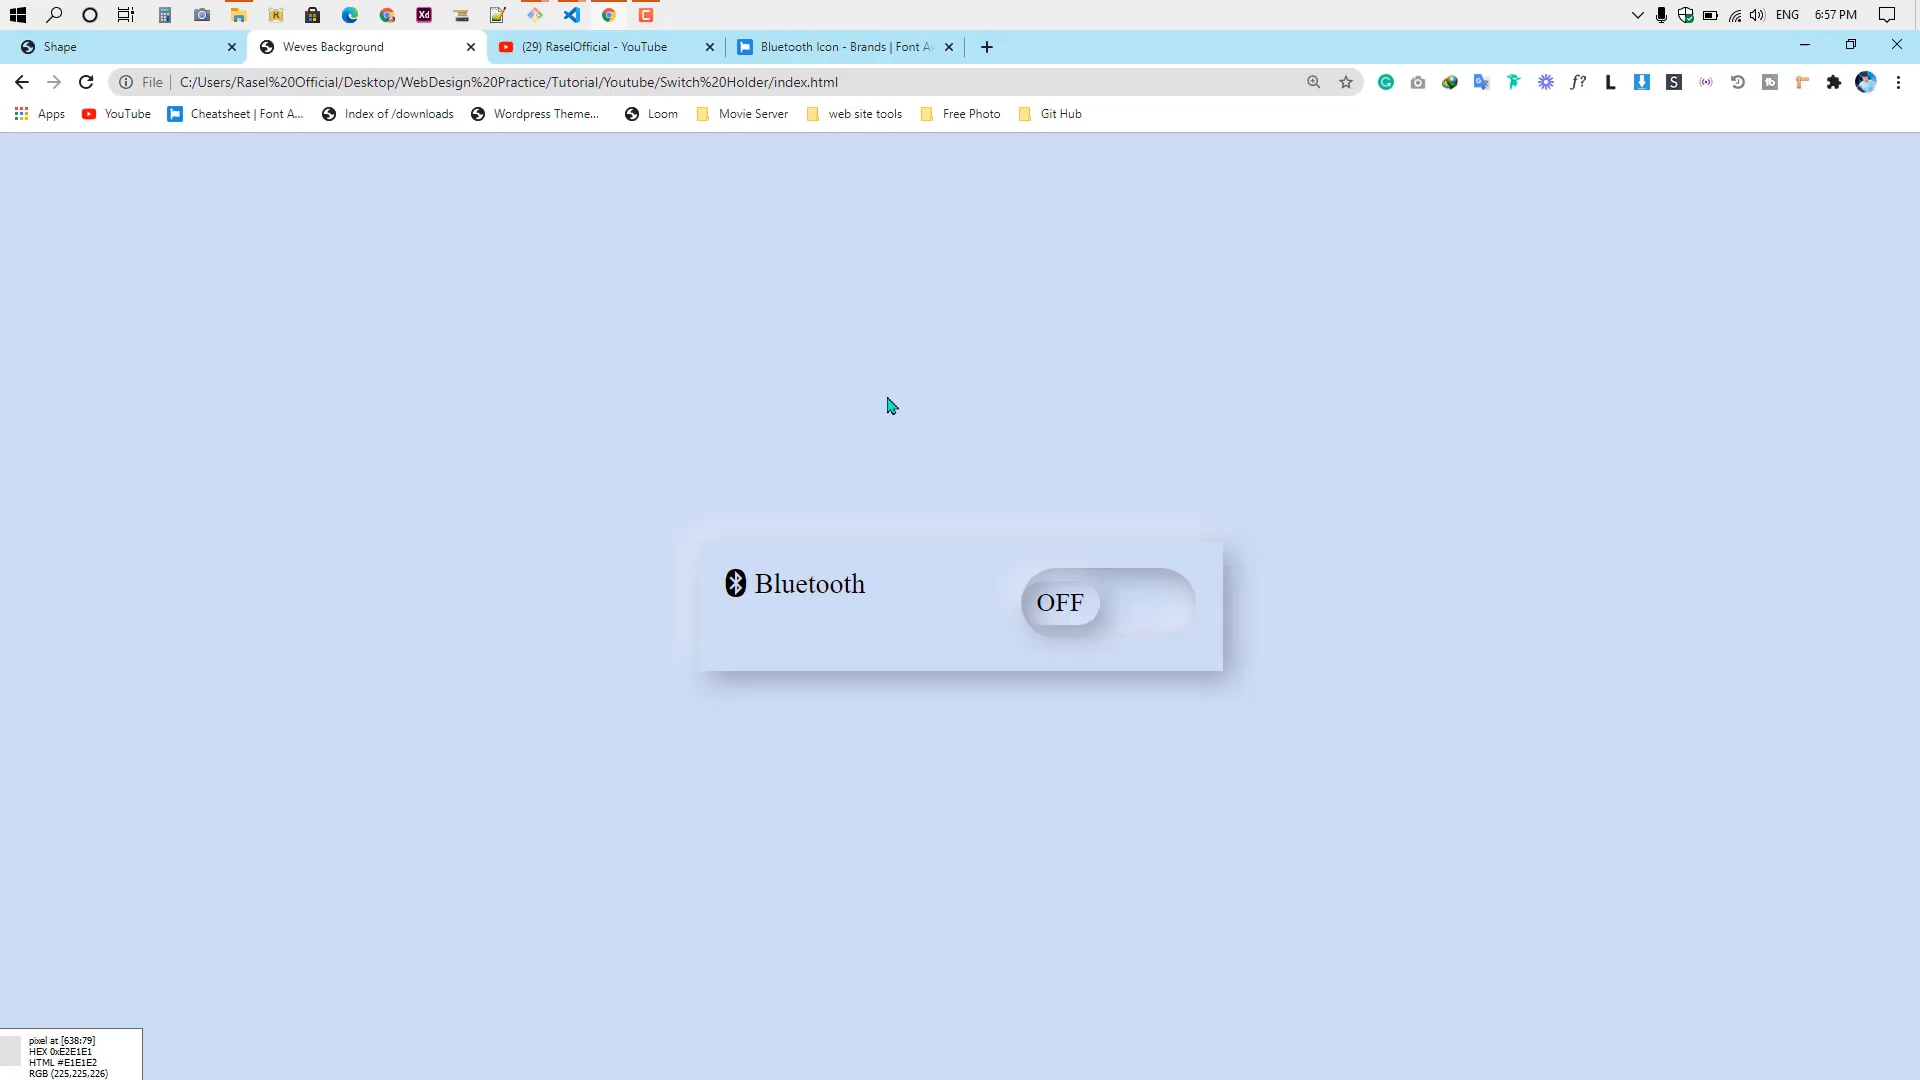 ENG 6:57 PM
Shape
Weves Background
(29) RaselOfficial - YouTube
Bluetooth Icon - Brands | Font Aw
File
C:/Users/Rasel%20Official/Desktop/WebDesign%20Practice/Tutorial/Youtube/Switch%20Holder/index.html
Apps
YouTube
Cheatsheet | Font A...
Index of /downloads
Wordpress Theme...
Loom
Movie Server
web site tools
Free Photo
Git Hub
Bluetooth
OFF
pixel at [638:79]
HEX 0xE2E1E1
HTML #E1E1E2
RGB (225,225,226)